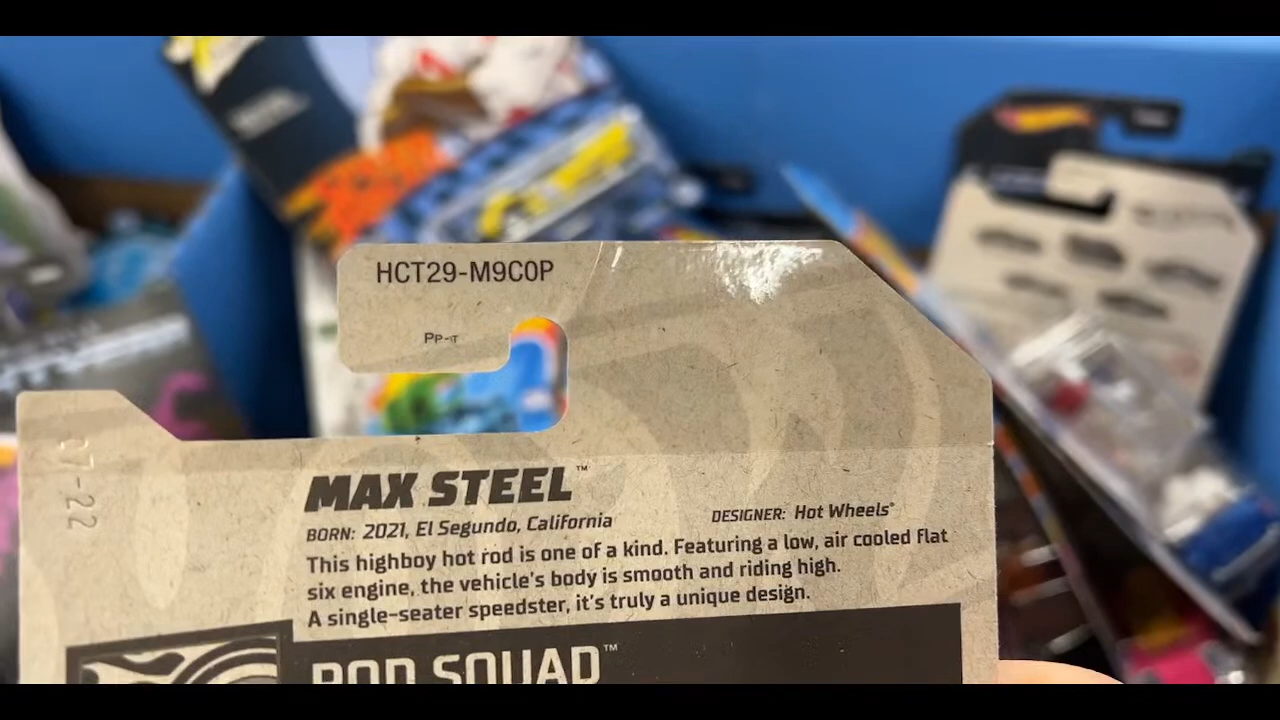 HCT29-M9C0P
PP-IT
07-22
MAX STEEL™
BORN: 2021, El Segundo, California
DESIGNER: Hot Wheels®
This highboy hot rod is one of a kind. Featuring a low, air cooled flat
six engine, the vehicle's body is smooth and riding high.
A single-seater speedster, it's truly a unique design.
ROD SQUAD™